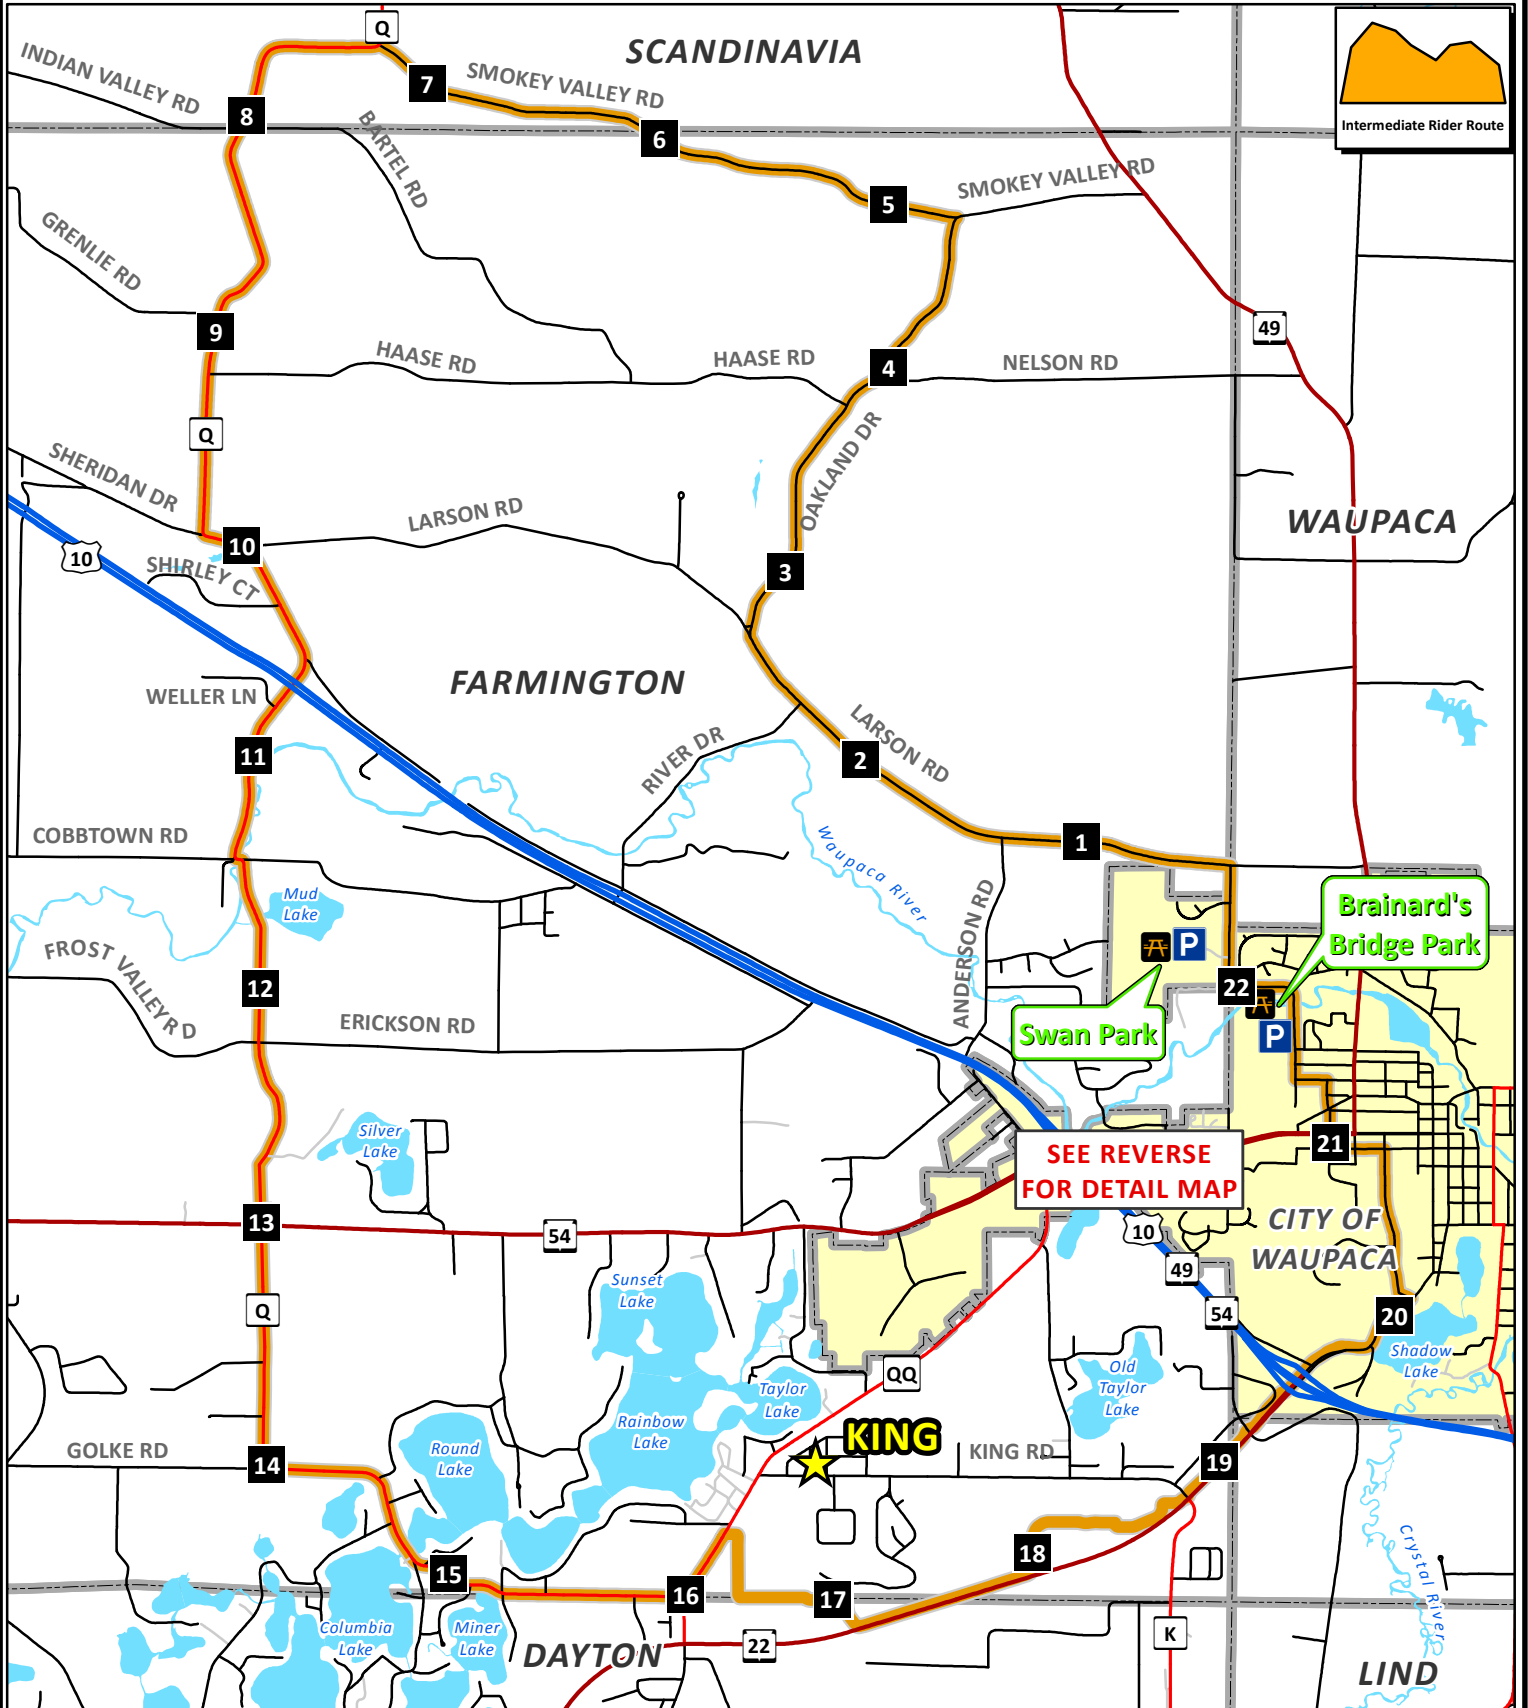 Q
SCANDINAVIA
INDIAN VALLEY RD
7
SMOKEY VALLEY RD
8
BARTEL RD
6
Intermediate Rider Route
SMOKEY VALLEY RD
5
GRENLIE RD
9
49
HAASE RD
HAASE RD
4
NELSON RD
Q
OAKLAND DR
SHERIDAN DR
LARSON RD
WAUPACA
10
10
SHIRLEY CT
3
FARMINGTON
WELLER LN
LARSON RD
RIVER DR
11
2
COBBTOWN RD
1
Waupaca River
Mud
Lake
ANDERSON RD
Brainard's
Bridge Park
P
FROST VALLEY RD
12
22
ERICKSON RD
Swan Park
P
Silver
Lake
SEE REVERSE
FOR DETAIL MAP
21
13
54
10
CITY OF
WAUPACA
49
Sunset
Lake
Q
54
20
Shadow
Lake
QQ
Taylor
Lake
Old
Taylor
Lake
Rainbow
Lake
KING
GOLKE RD
Round
Lake
KING RD
14
19
18
Crystal River
15
16
17
Columbia
Lake
Miner
Lake
DAYTON
22
K
LIND